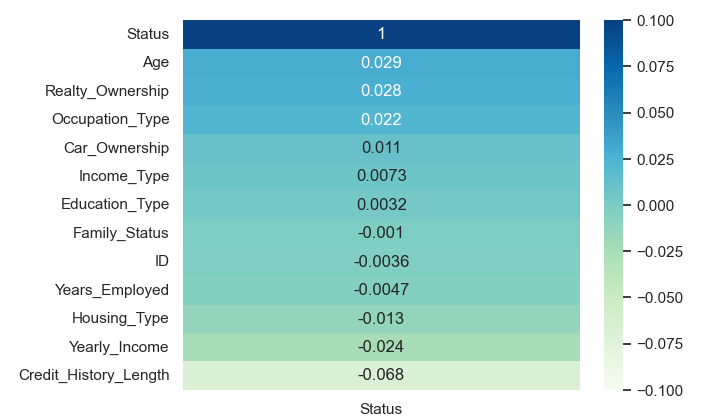 Status 1
Age 0.029
Realty_Ownership 0.028
Occupation_Type 0.022
Car_Ownership 0.011
Income_Type 0.0073
Education_Type 0.0032
Family_Status -0.001
ID -0.0036
Years_Employed -0.0047
Housing_Type -0.013
Yearly_Income -0.024
Credit_History_Length -0.068
Status
0.100
0.075
0.050
0.025
0.000
−0.025
−0.050
−0.075
−0.100